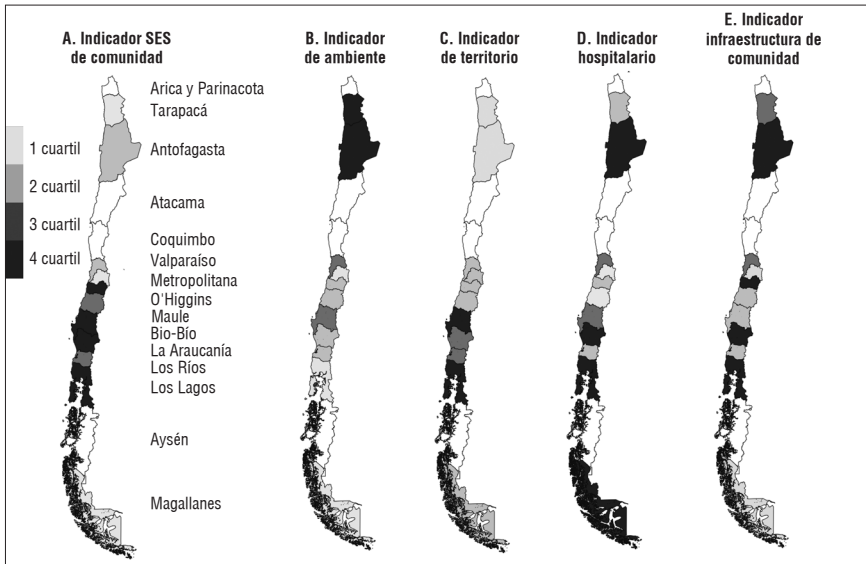 A. Indicador SES
de comunidad
B. Indicador
de ambiente
C. Indicador
de territorio
D. Indicador
hospitalario
E. Indicador
infraestructura de
comunidad
1 cuartil
2 cuartil
3 cuartil
4 cuartil
Arica y Parinacota
Tarapacá
Antofagasta
Atacama
Coquimbo
Valparaíso
Metropolitana
O'Higgins
Maule
Bio-Bío
La Araucanía
Los Ríos
Los Lagos
Aysén
Magallanes